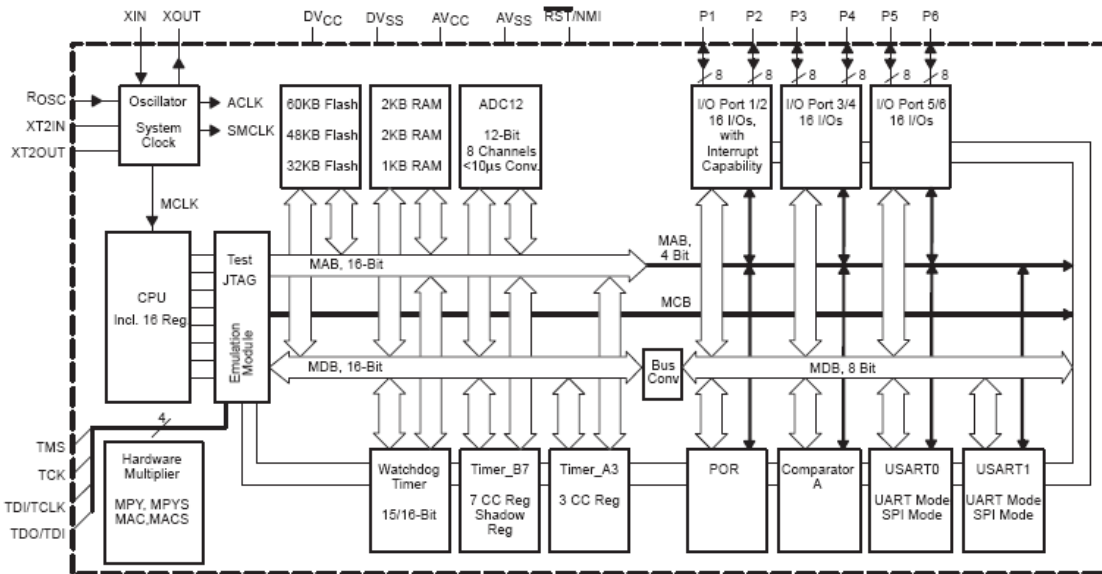 XIN XOUT DVCC DVSS AVCC AVSS RST/NMI P1 P2 P3 P4 P5 P6
8 8 8 8 8 8
ROSC
XT2IN
XT2OUT
Oscillator
System
Clock
ACLK
SMCLK
MCLK
60KB Flash
48KB Flash
32KB Flash
2KB RAM
2KB RAM
1KB RAM
ADC12
12-Bit
8 Channels
<10µs Conv.
I/O Port 1/2
16 I/Os,
with
Interrupt
Capability
I/O Port 3/4
16 I/Os
I/O Port 5/6
16 I/Os
CPU
Incl. 16 Reg
Test
JTAG
Emulation
Module
MAB, 16-Bit
MAB,
4 Bit
MCB
MDB, 16-Bit
Bus
Conv
MDB, 8 Bit
4
TMS
TCK
TDI/TCLK
TDO/TDI
Hardware
Multiplier
MPY, MPYS
MAC,MACS
Watchdog
Timer
15/16-Bit
Timer_B7
7 CC Reg
Shadow
Reg
Timer_A3
3 CC Reg
POR
Comparator
A
USART0
UART Mode
SPI Mode
USART1
UART Mode
SPI Mode